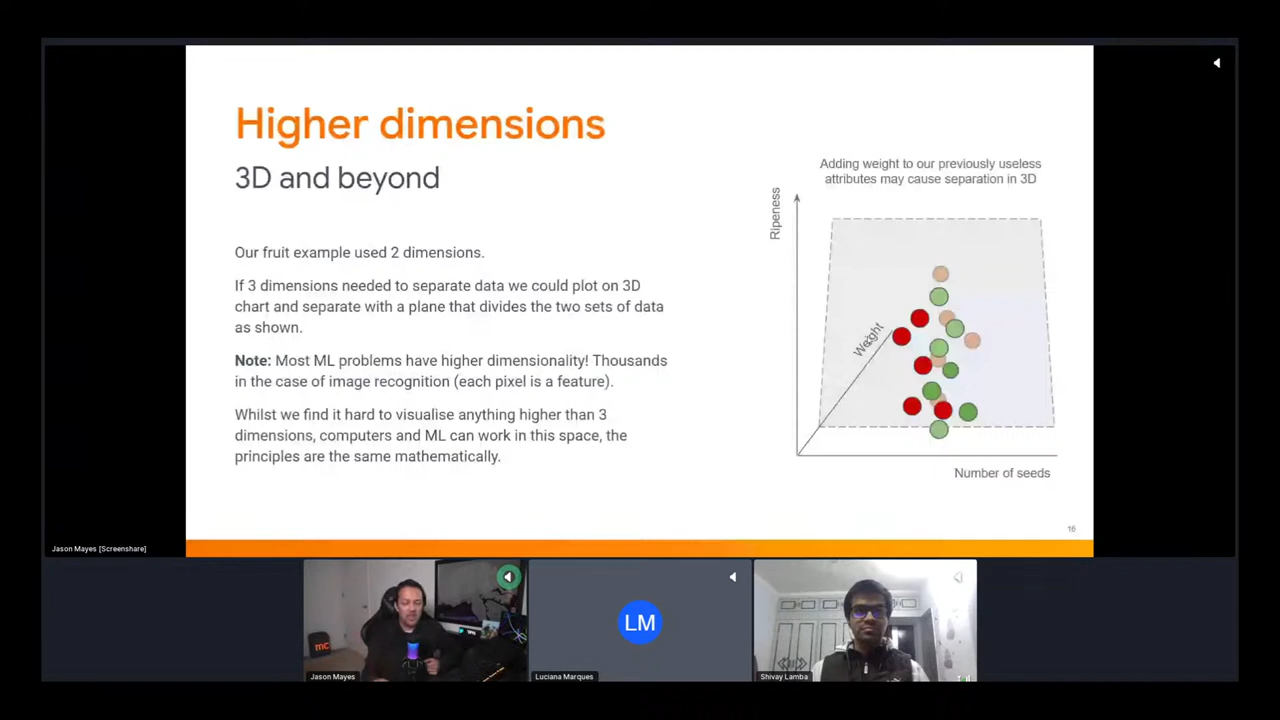 Higher dimensions
3D and beyond
Our fruit example used 2 dimensions.
If 3 dimensions needed to separate data we could plot on 3D
chart and separate with a plane that divides the two sets of data
as shown.
Note: Most ML problems have higher dimensionality! Thousands
in the case of image recognition (each pixel is a feature).
Whilst we find it hard to visualise anything higher than 3
dimensions, computers and ML can work in this space, the
principles are the same mathematically.
Adding weight to our previously useless
attributes may cause separation in 3D
Ripeness
Weight
Number of seeds
16
Jason Mayes [Screenshare]
mc
Jason Mayes
LM
Luciana Marques
Shivay Lamba